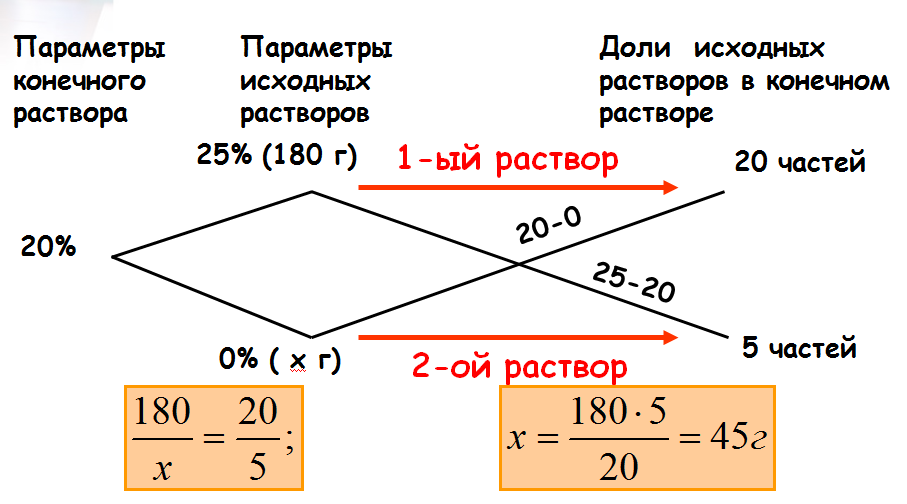 Параметры
конечного
раствора
Параметры
исходных
растворов
Доли исходных
растворов в конечном
растворе
25% (180 г)
1-ый раствор
20 частей
20%
20-0
25-20
0% ( х г)
2-ой раствор
5 частей
180/x = 20/5;
x = 180·5/20 = 45г